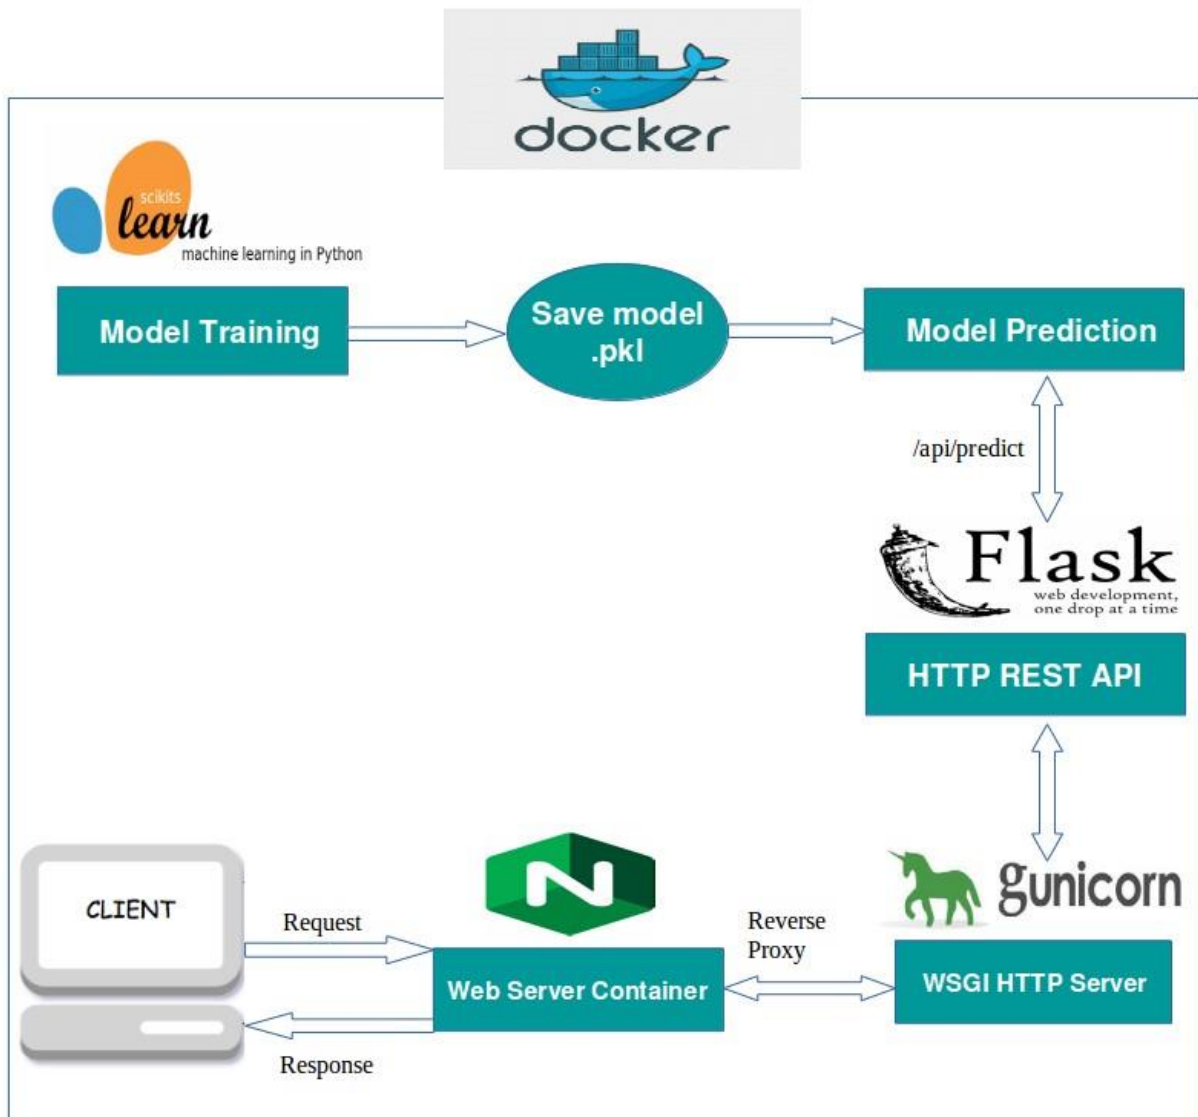 docker
scikits
learn
machine learning in Python
Model Training
Save model
.pkl
Model Prediction
/api/predict
Flask
web development,
one drop at a time
HTTP REST API
gunicorn
WSGI HTTP Server
Reverse
Proxy
N
Web Server Container
Request
Response
CLIENT